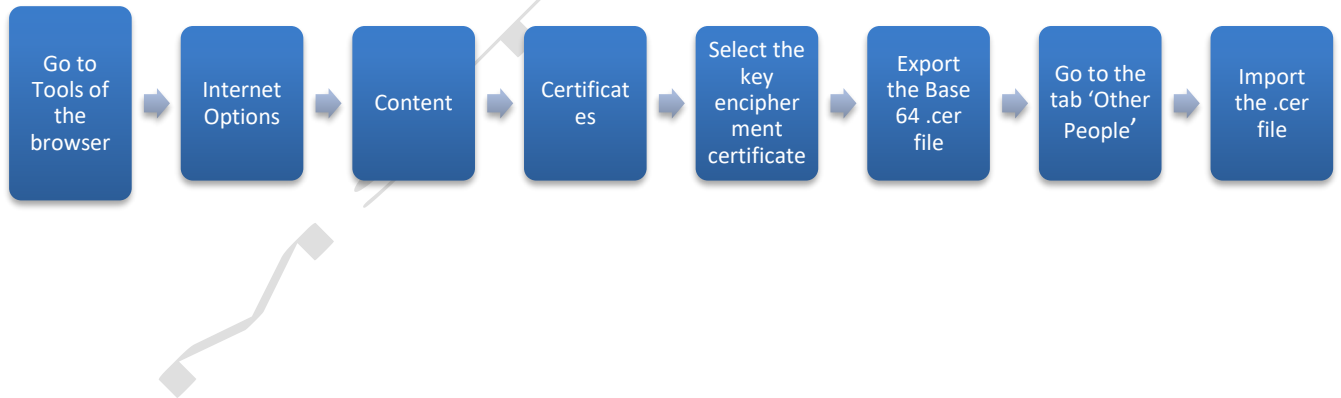 Go to
Tools of
the
browser
Internet
Options
Content
Certificat
es
Select the
key
encipher
ment
certificate
Export
the Base
64 .cer
file
Go to the
tab ‘Other
People’
Import
the .cer
file